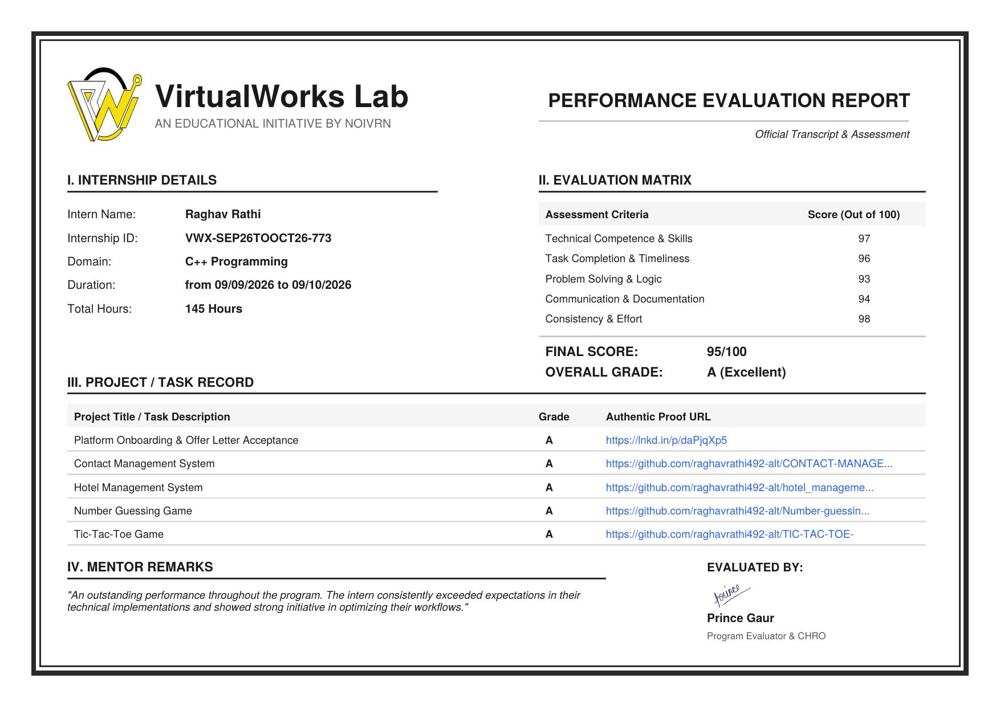 VirtualWorks Lab
AN EDUCATIONAL INITIATIVE BY NOIVRN
PERFORMANCE EVALUATION REPORT
Official Transcript & Assessment
I. INTERNSHIP DETAILS
Intern Name: Raghav Rathi
Internship ID: VWX-SEP26TOOCT26-773
Domain: C++ Programming
Duration: from 09/09/2026 to 09/10/2026
Total Hours: 145 Hours
II. EVALUATION MATRIX
Assessment Criteria Score (Out of 100)
Technical Competence & Skills 97
Task Completion & Timeliness 96
Problem Solving & Logic 93
Communication & Documentation 94
Consistency & Effort 98
FINAL SCORE: 95/100
OVERALL GRADE: A (Excellent)
III. PROJECT / TASK RECORD
Project Title / Task Description Grade Authentic Proof URL
Platform Onboarding & Offer Letter Acceptance A https://lnkd.in/p/daPjqXp5
Contact Management System A https://github.com/raghavrathi492-alt/CONTACT-MANAGE...
Hotel Management System A https://github.com/raghavrathi492-alt/hotel_manageme...
Number Guessing Game A https://github.com/raghavrathi492-alt/Number-guessin...
Tic-Tac-Toe Game A https://github.com/raghavrathi492-alt/TIC-TAC-TOE-
IV. MENTOR REMARKS
"An outstanding performance throughout the program. The intern consistently exceeded expectations in their
technical implementations and showed strong initiative in optimizing their workflows."
EVALUATED BY:
prince
Prince Gaur
Program Evaluator & CHRO